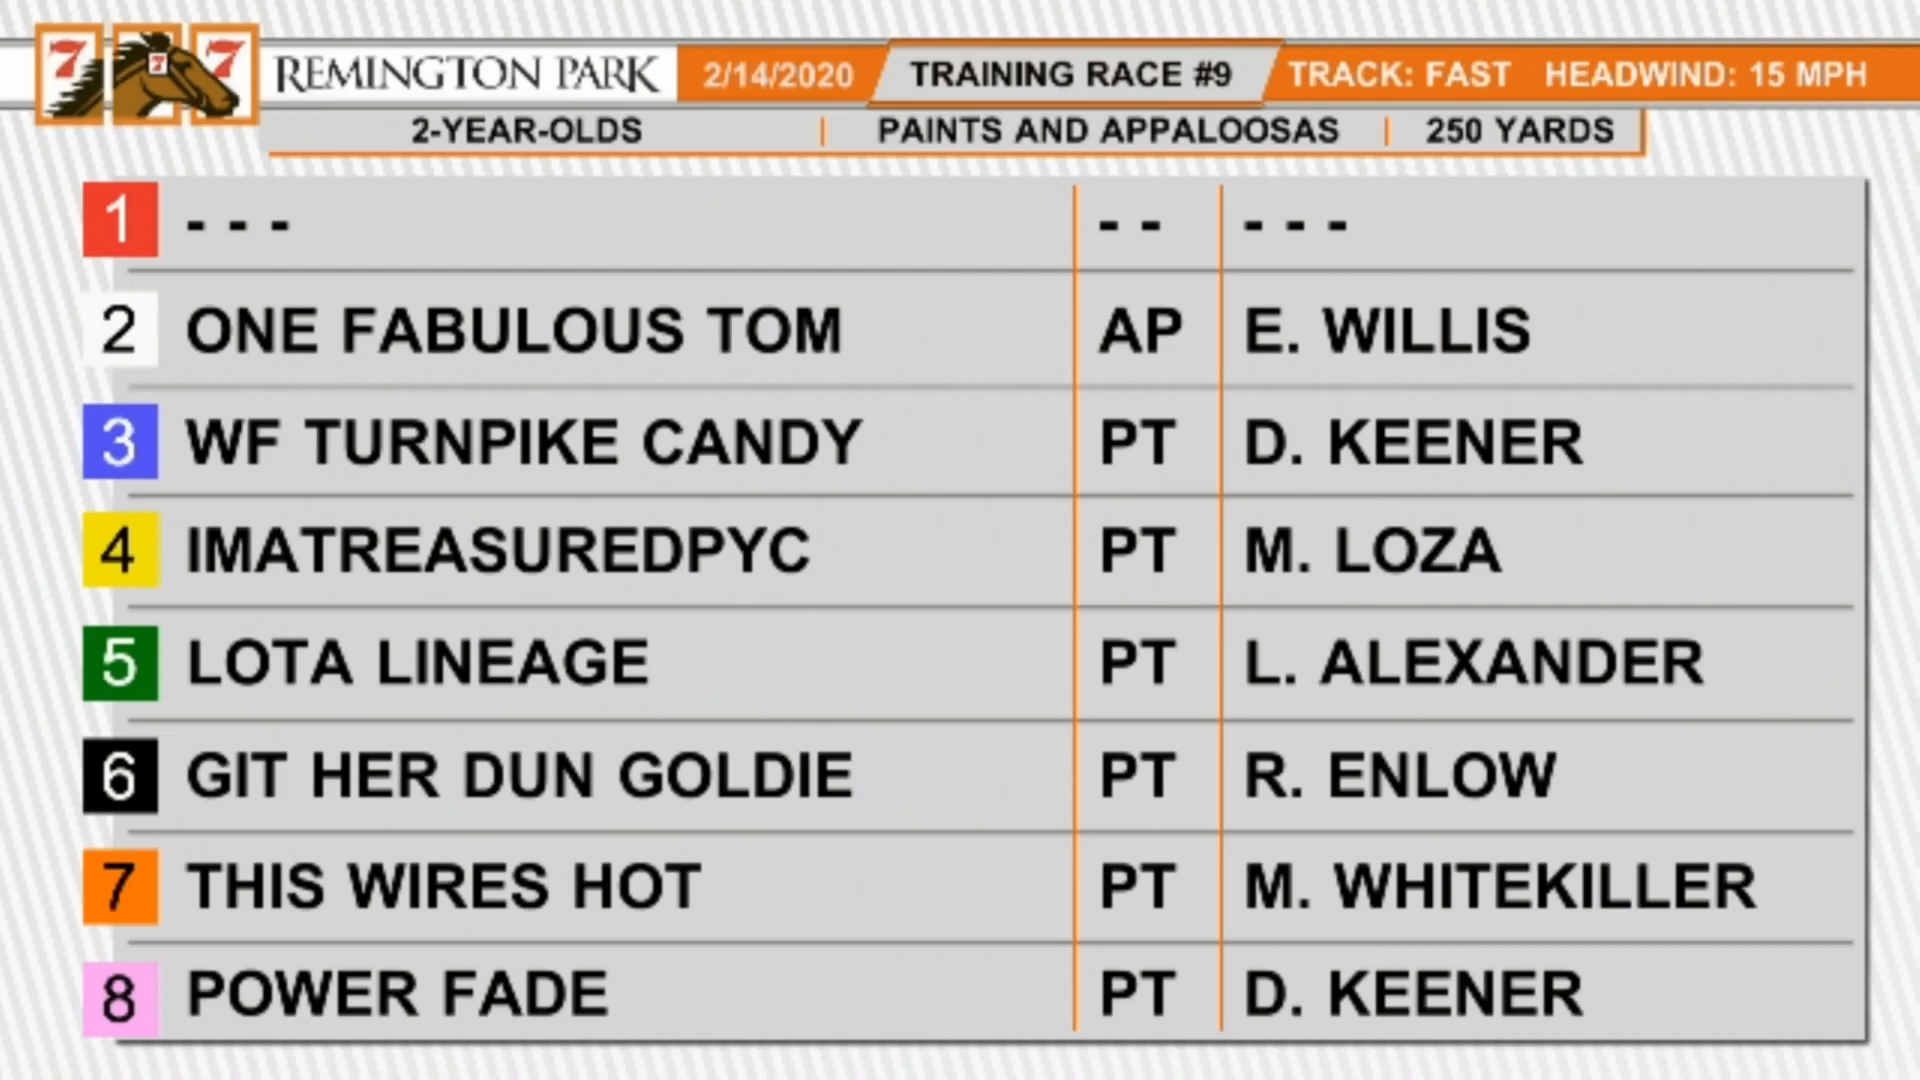 7 7 7 REMINGTON PARK 2/14/2020 TRAINING RACE #9 TRACK: FAST HEADWIND: 15 MPH
2-YEAR-OLDS PAINTS AND APPALOOSAS 250 YARDS
1 - - - - - - - -
2 ONE FABULOUS TOM AP E. WILLIS
3 WF TURNPIKE CANDY PT D. KEENER
4 IMATREASUREDPYC PT M. LOZA
5 LOTA LINEAGE PT L. ALEXANDER
6 GIT HER DUN GOLDIE PT R. ENLOW
7 THIS WIRES HOT PT M. WHITEKILLER
8 POWER FADE PT D. KEENER